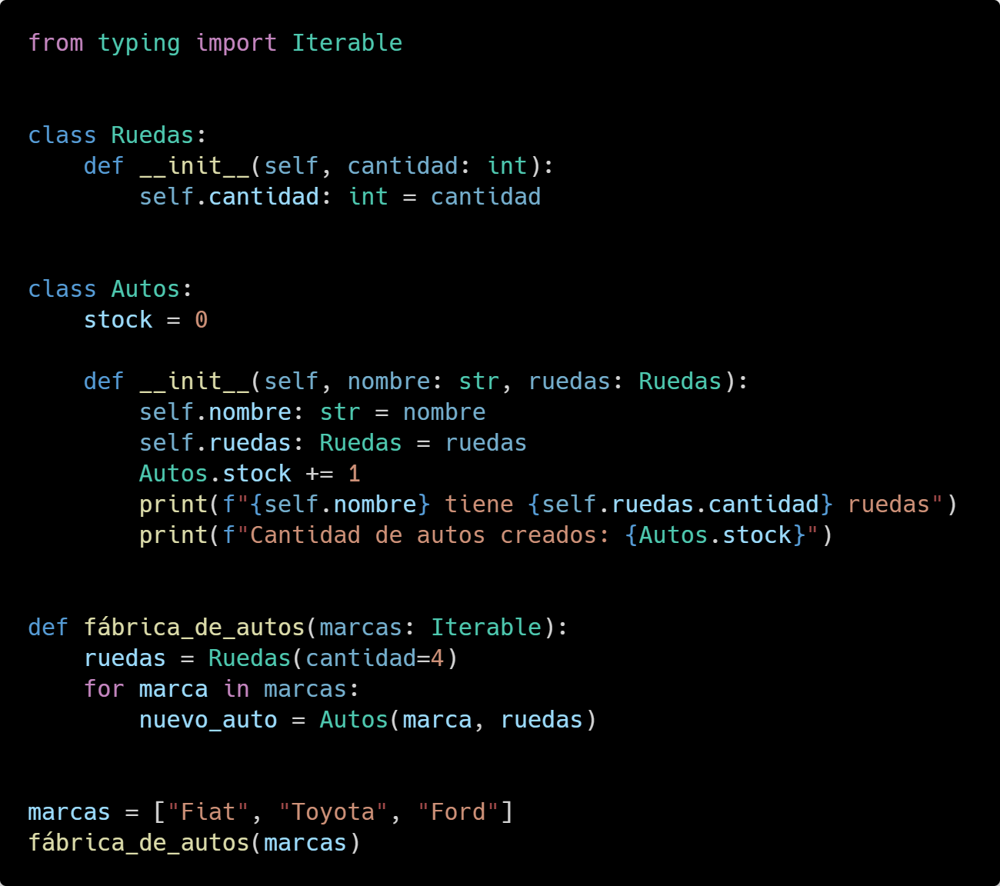 from typing import Iterable
class Ruedas:
    def __init__(self, cantidad: int):
        self.cantidad: int = cantidad
class Autos:
    stock = 0
    def __init__(self, nombre: str, ruedas: Ruedas):
        self.nombre: str = nombre
        self.ruedas: Ruedas = ruedas
        Autos.stock += 1
        print(f"{self.nombre} tiene {self.ruedas.cantidad} ruedas")
        print(f"Cantidad de autos creados: {Autos.stock}")
def fábrica_de_autos(marcas: Iterable):
    ruedas = Ruedas(cantidad=4)
    for marca in marcas:
        nuevo_auto = Autos(marca, ruedas)
marcas = ["Fiat", "Toyota", "Ford"]
fábrica_de_autos(marcas)